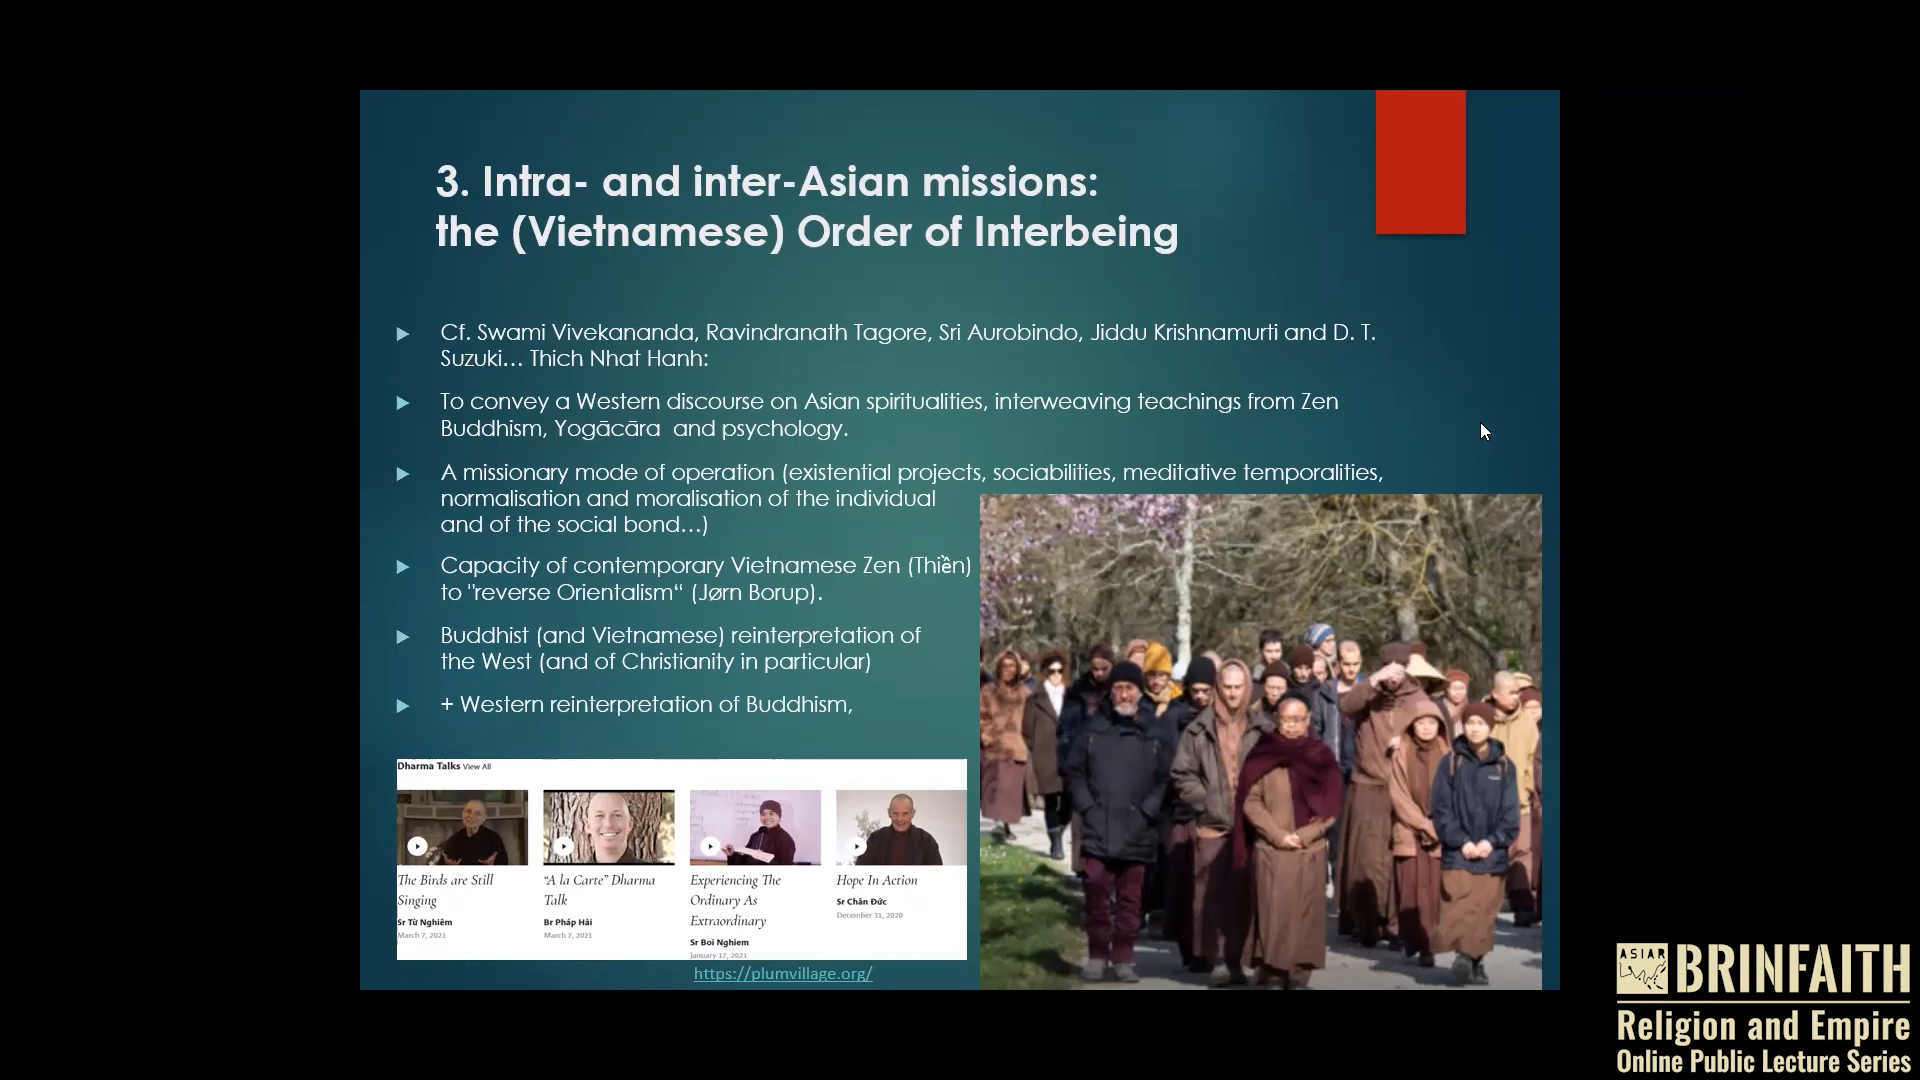 3. Intra- and inter-Asian missions:
the (Vietnamese) Order of Interbeing
Cf. Swami Vivekananda, Ravindranath Tagore, Sri Aurobindo, Jiddu Krishnamurti and D. T.
Suzuki… Thich Nhat Hanh:
To convey a Western discourse on Asian spiritualities, interweaving teachings from Zen
Buddhism, Yogācāra and psychology.
A missionary mode of operation (existential projects, sociabilities, meditative temporalities,
normalisation and moralisation of the individual
and of the social bond…)
Capacity of contemporary Vietnamese Zen (Thiền)
to "reverse Orientalism“ (Jørn Borup).
Buddhist (and Vietnamese) reinterpretation of
the West (and of Christianity in particular)
+ Western reinterpretation of Buddhism,
Dharma Talks View All
The Birds are Still
Singing
Sr Từ Nghiêm
March 7, 2021
“A la Carte” Dharma
Talk
Br Pháp Hải
March 7, 2021
Experiencing The
Ordinary As
Extraordinary
Sr Boi Nghiem
January 17, 2021
Hope In Action
Sr Chân Đức
December 31, 2020
https://plumvillage.org/
ASIAR
BRINFAITH
Religion and Empire
Online Public Lecture Series